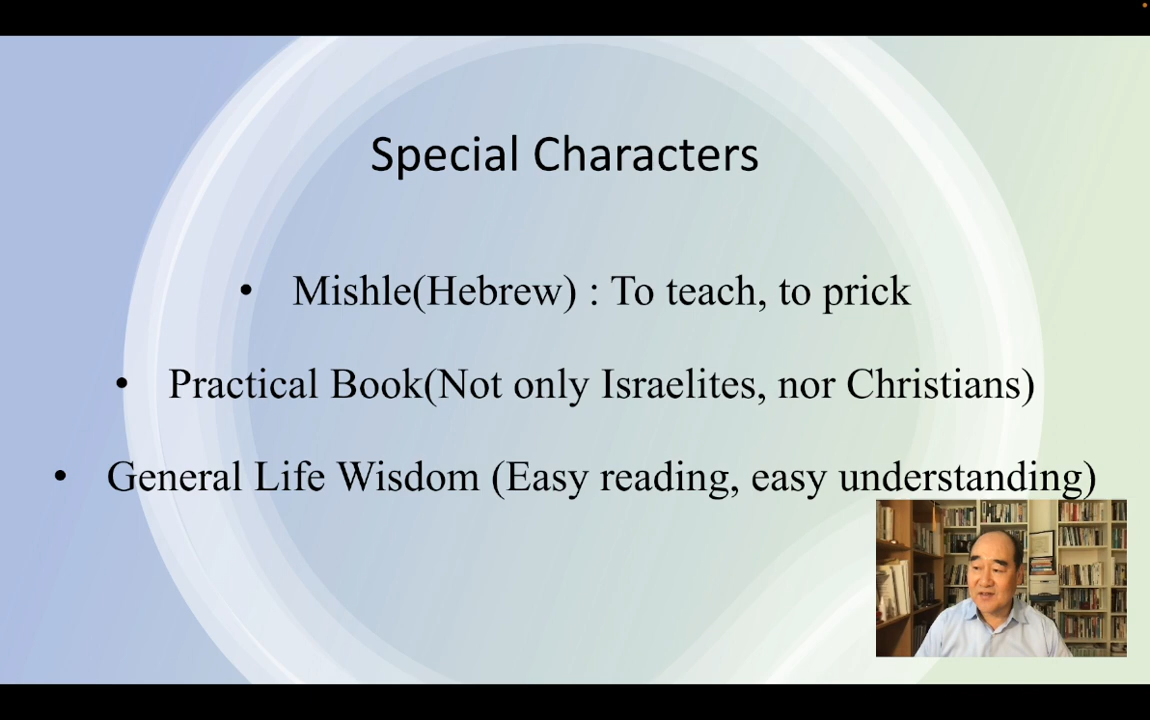 Special Characters
• Mishle(Hebrew) : To teach, to prick
• Practical Book(Not only Israelites, nor Christians)
• General Life Wisdom (Easy reading, easy understanding)